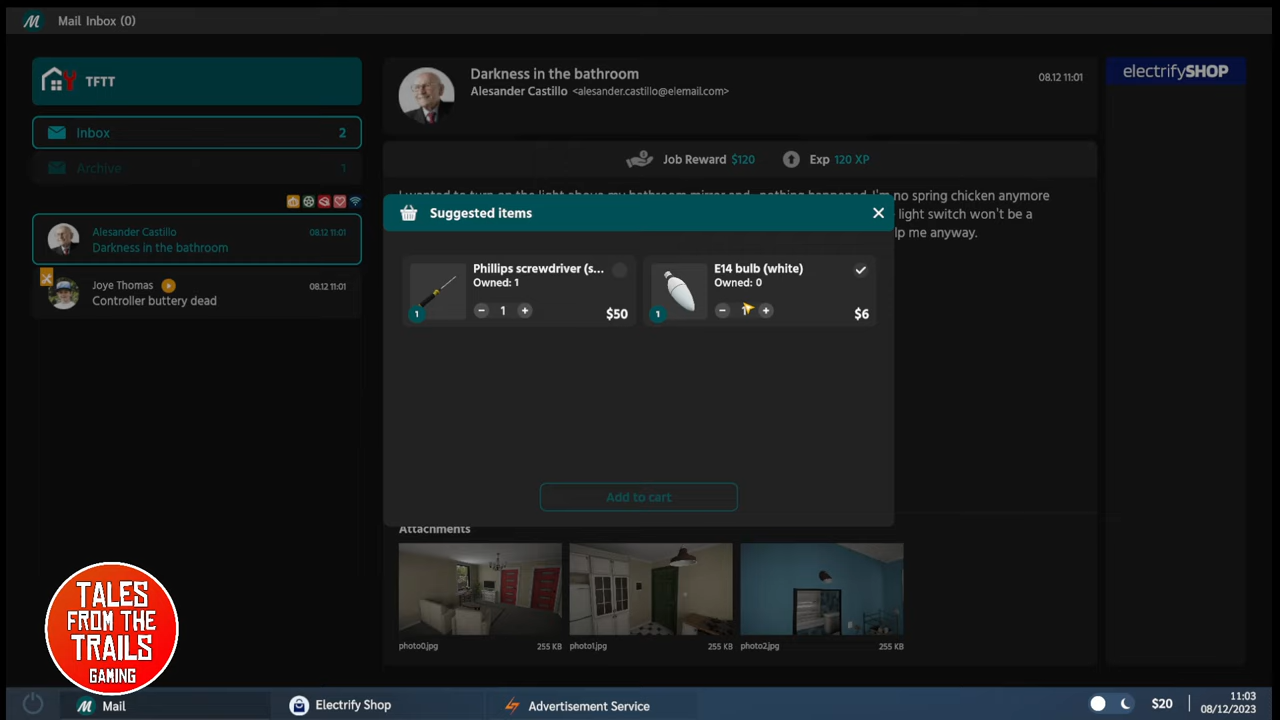 Mail Inbox (0)
TFTT
Inbox 2
Archive 1
Alesander Castillo 08.12 11:01
Darkness in the bathroom
Joye Thomas 08.12 11:01
Controller buttery dead
Darkness in the bathroom
Alesander Castillo <alesander.castillo@elemail.com>
08.12 11:01
electrifySHOP
Job Reward $120 Exp 120 XP
I wanted to turn on the light above my bathroom mirror and... nothing happened. I'm no spring chicken anymore
light switch won't be a
lp me anyway.
Suggested items
Phillips screwdriver (s...
Owned: 1
1
1
$50
E14 bulb (white)
Owned: 0
1
$6
Add to cart
Attachments
photo0.jpg 255 KB
photo1.jpg 255 KB
photo2.jpg 255 KB
TALES
FROM THE
TRAILS
GAMING
Mail
Electrify Shop
Advertisement Service
$20
11:03
08/12/2023